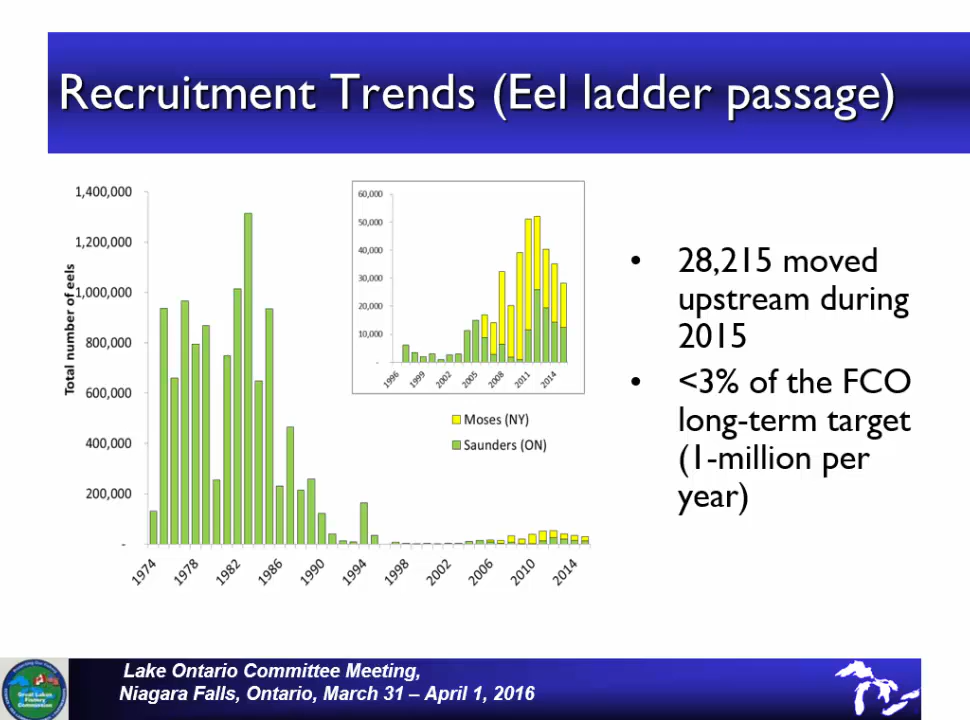 Recruitment Trends (Eel ladder passage)
1,400,000
1,200,000
1,000,000
800,000
600,000
400,000
200,000
-
Total number of eels
1974
1978
1982
1986
1990
1994
1998
2002
2006
2010
2014
60,000
50,000
40,000
30,000
20,000
10,000
-
1996
1999
2002
2005
2008
2011
2014
Moses (NY)
Saunders (ON)
• 28,215 moved
upstream during
2015
• <3% of the FCO
long-term target
(1-million per
year)
Great Lakes
Fishery
Commission
Lake Ontario Committee Meeting,
Niagara Falls, Ontario, March 31 – April 1, 2016